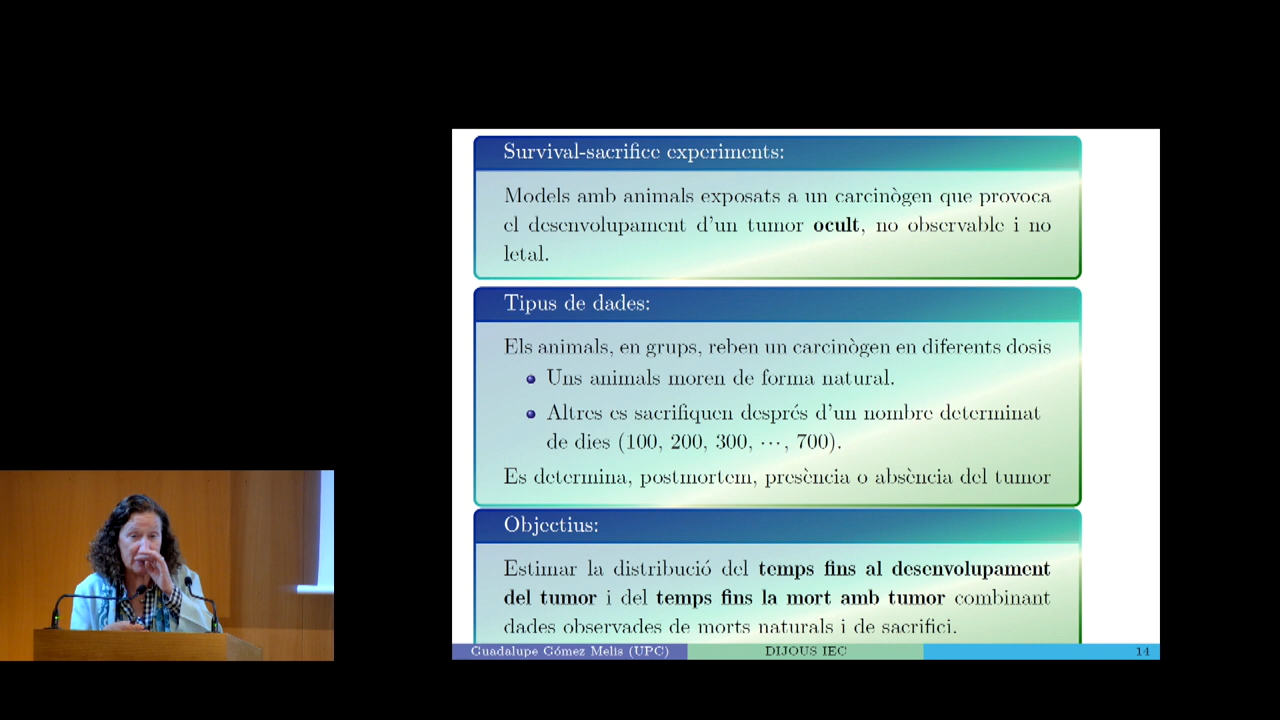 Survival-sacrifice experiments:
Models amb animals exposats a un carcinògen que provoca
el desenvolupament d'un tumor ocult, no observable i no
letal.
Tipus de dades:
Els animals, en grups, reben un carcinògen en diferents dosis
Uns animals moren de forma natural.
Altres es sacrifiquen després d'un nombre determinat
de dies (100, 200, 300, ⋯, 700).
Es determina, postmortem, presència o absència del tumor
Objectius:
Estimar la distribució del temps fins al desenvolupament
del tumor i del temps fins la mort amb tumor combinant
dades observades de morts naturals i de sacrifici.
Guadalupe Gómez Melis (UPC) DIJOUS IEC 14